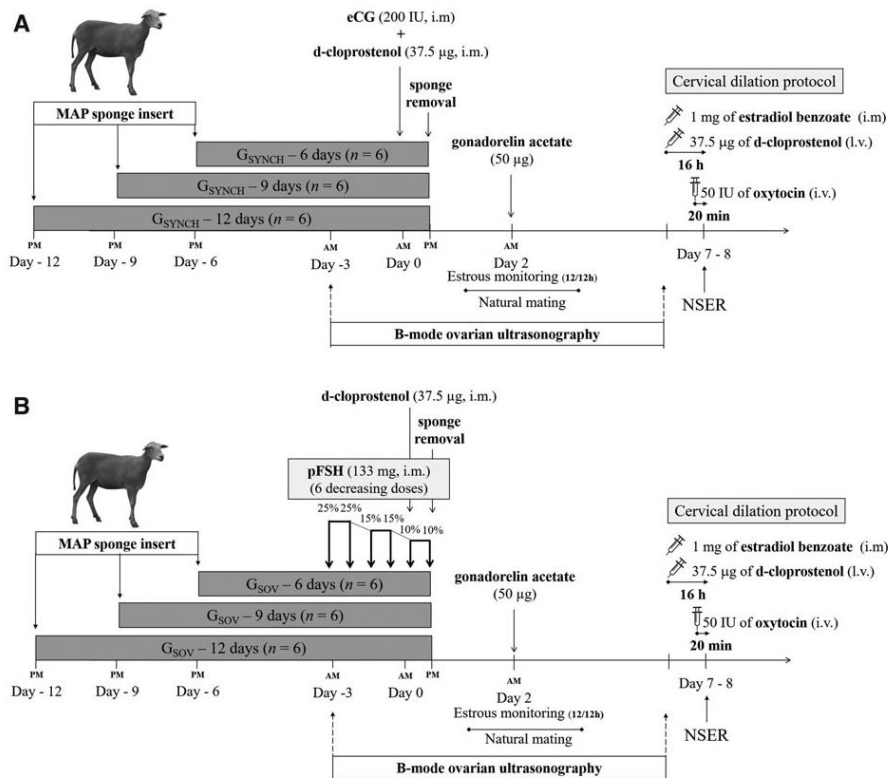 A
eCG (200 IU, i.m)
+
d-cloprostenol (37.5 µg, i.m.)
sponge
removal
MAP sponge insert
Cervical dilation protocol
1 mg of estradiol benzoate (i.m)
37.5 µg of d-cloprostenol (l.v.)
16 h
50 IU of oxytocin (i.v.)
20 min
gonadorelin acetate
(50 µg)
GSYNCH – 6 days (n = 6)
GSYNCH – 9 days (n = 6)
GSYNCH – 12 days (n = 6)
PM PM PM AM AM PM AM
Day - 12 Day - 9 Day - 6 Day -3 Day 0 Day 2 Day 7 - 8
Estrous monitoring (12/12h)
Natural mating
NSER
B-mode ovarian ultrasonography
B
d-cloprostenol (37.5 µg, i.m.)
sponge
removal
pFSH (133 mg, i.m.)
(6 decreasing doses)
25% 25% 15% 15% 10% 10%
MAP sponge insert
Cervical dilation protocol
1 mg of estradiol benzoate (i.m)
37.5 µg of d-cloprostenol (l.v.)
16 h
50 IU of oxytocin (i.v.)
20 min
gonadorelin acetate
(50 µg)
GSOV – 6 days (n = 6)
GSOV – 9 days (n = 6)
GSOV – 12 days (n = 6)
PM PM PM AM AM PM AM
Day - 12 Day - 9 Day - 6 Day -3 Day 0 Day 2 Day 7 - 8
Estrous monitoring (12/12h)
Natural mating
NSER
B-mode ovarian ultrasonography